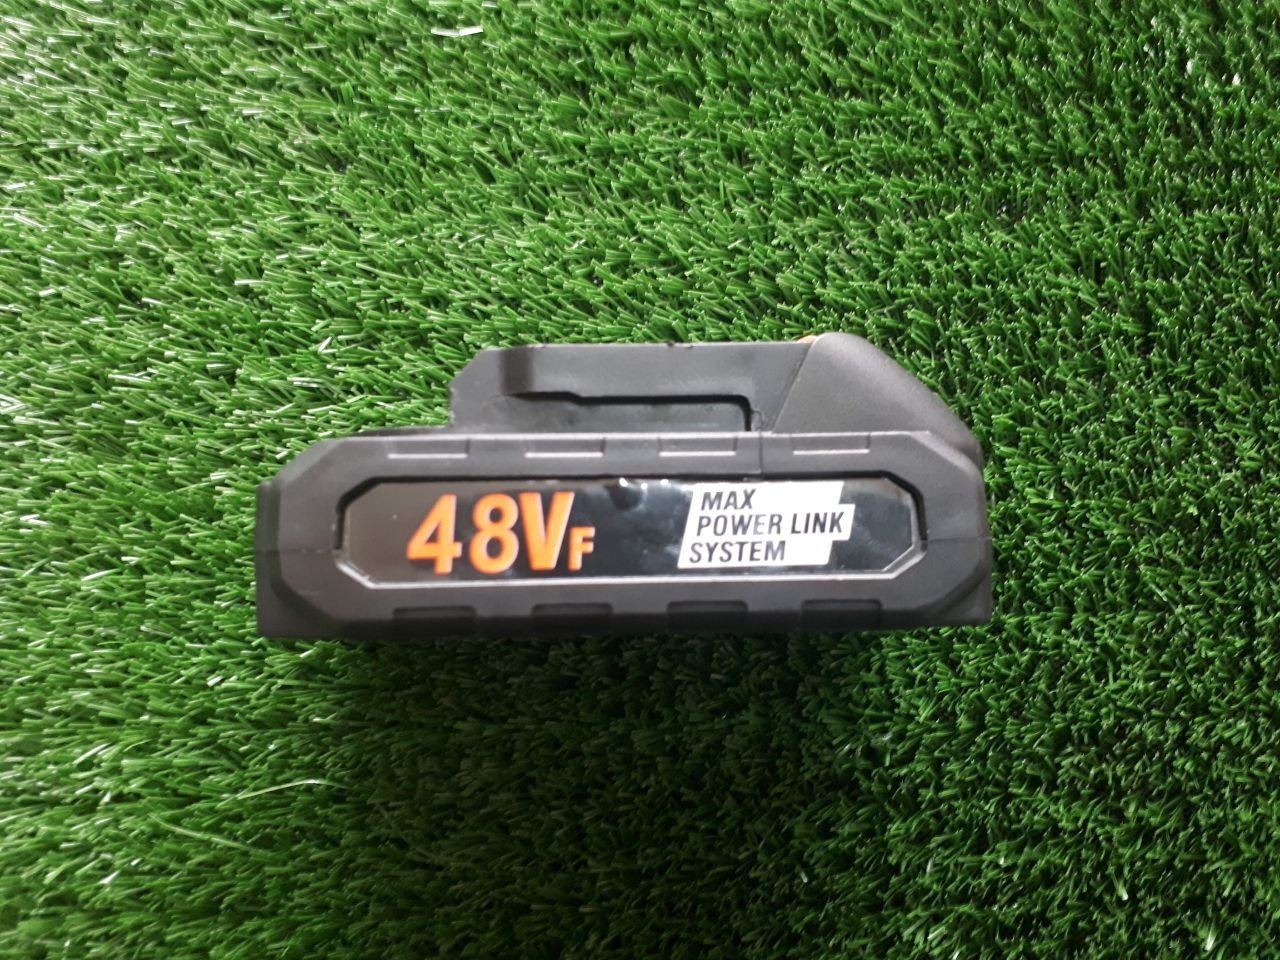 48VF
MAX
POWER LINK
SYSTEM